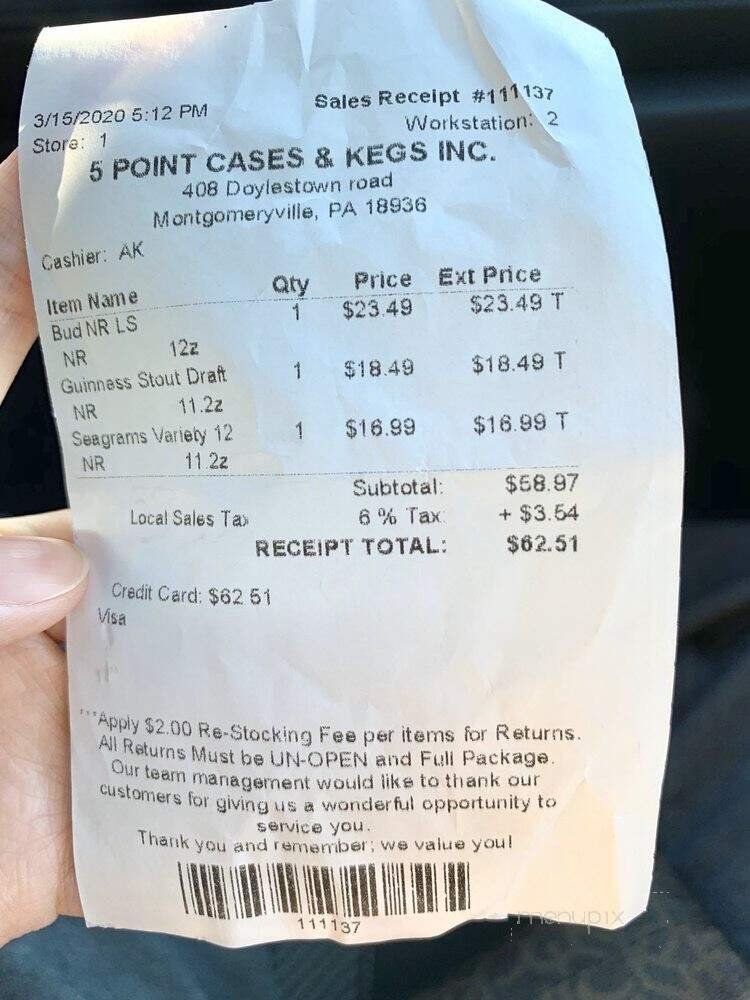 3/15/2020 5:12 PM Sales Receipt #111137
Store: 1 Workstation: 2
5 POINT CASES & KEGS INC.
408 Doylestown road
Montgomeryville, PA 18936
Cashier: AK
Item Name Qty Price Ext Price
Bud NR LS 1 $23.49 $23.49 T
NR 12z
Guinness Stout Draft 1 $18.49 $18.49 T
NR 11.2z
Seagrams Variety 12 1 $16.99 $16.99 T
NR 11.2z
Subtotal: $58.97
Local Sales Tax 6 % Tax: + $3.54
RECEIPT TOTAL: $62.51
Credit Card: $62 51
Visa
***Apply $2.00 Re-Stocking Fee per items for Returns.
All Returns Must be UN-OPEN and Full Package.
Our team management would like to thank our
customers for giving us a wonderful opportunity to
service you.
Thank you and remember; we value you!
111137
menupix